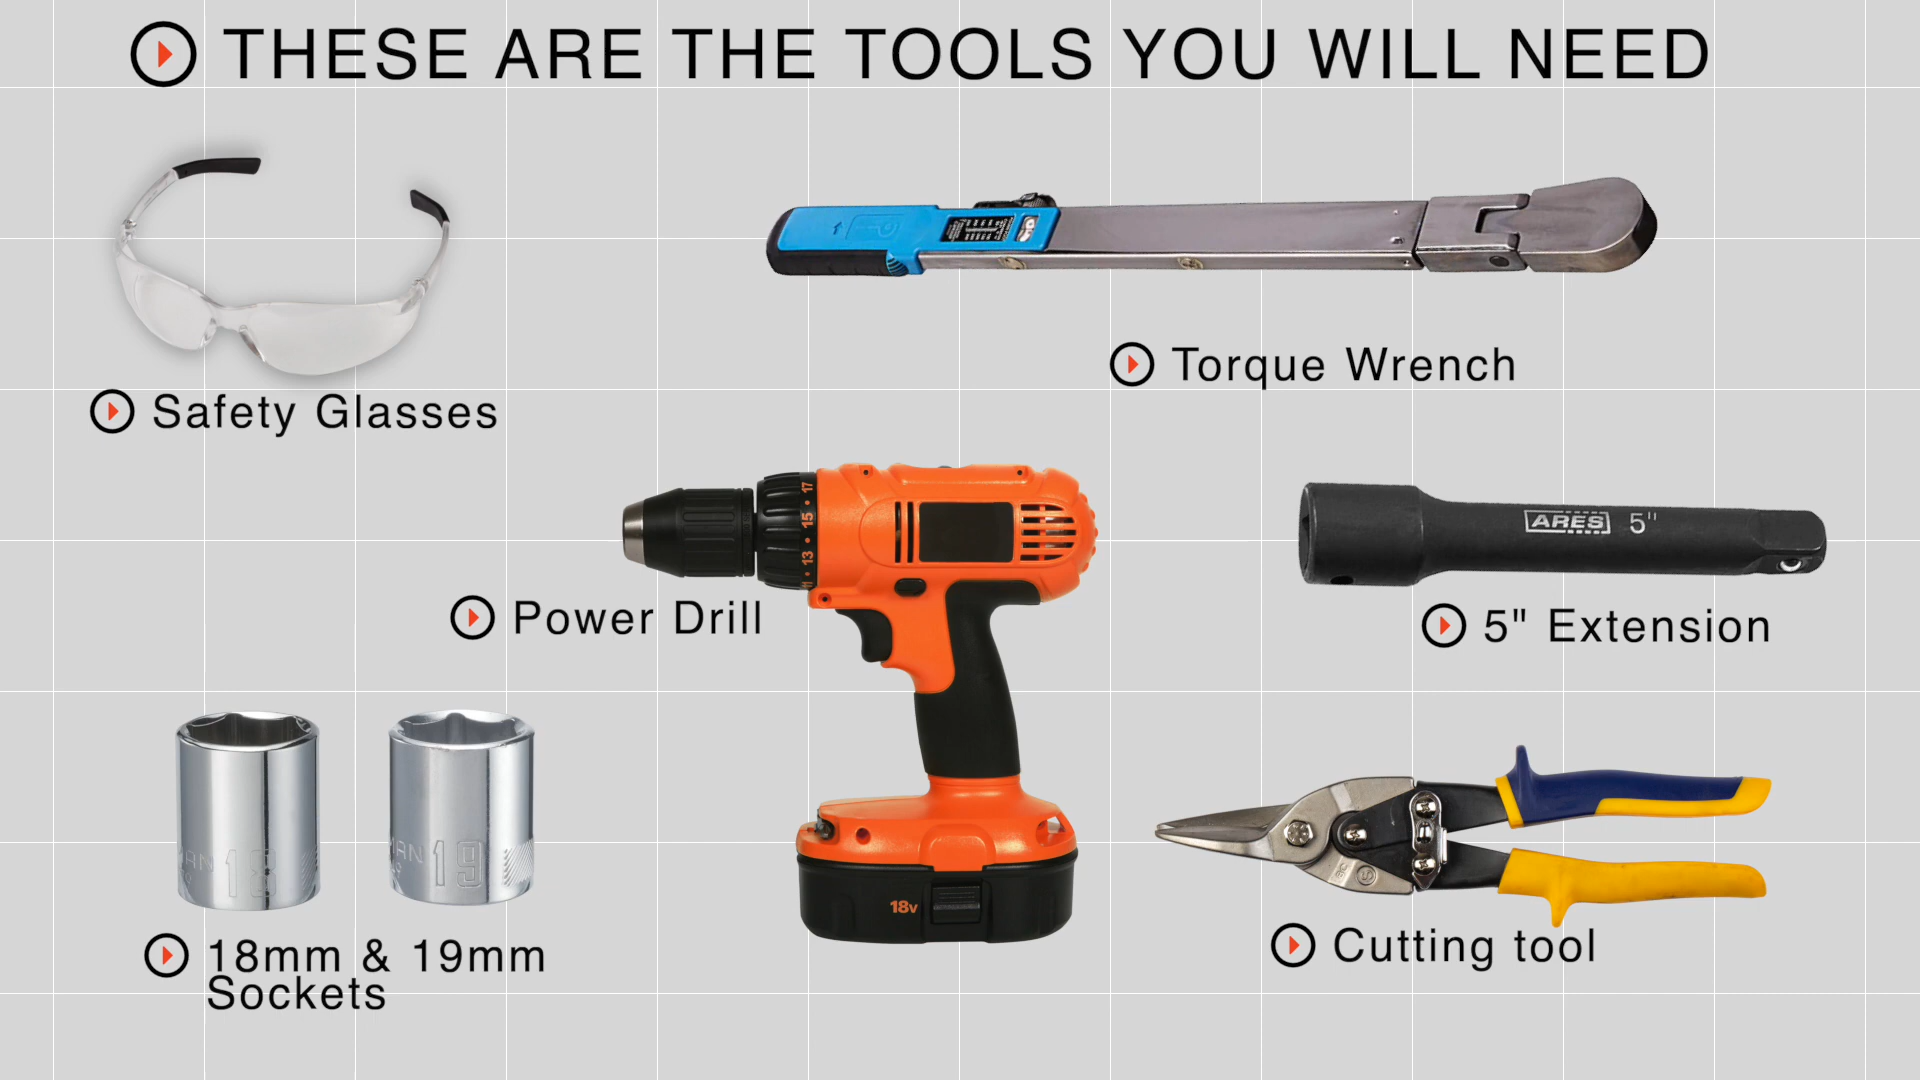 THESE ARE THE TOOLS YOU WILL NEED
Safety Glasses
Torque Wrench
17
15
13
Power Drill
ARES 5"
5" Extension
18v
19
18mm & 19mm
Sockets
Cutting tool